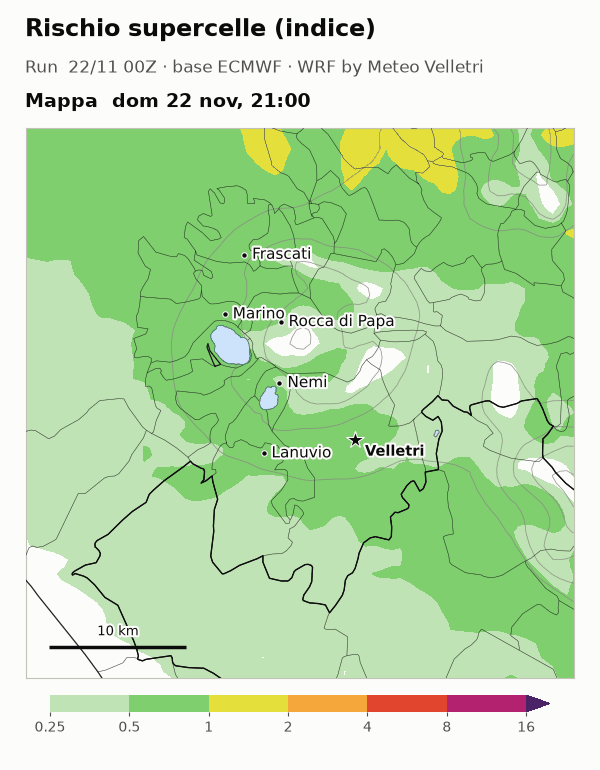 Rischio supercelle (indice)
Run  22/11 00Z · base ECMWF · WRF by Meteo Velletri
Mappa  dom 22 nov, 21:00
Frascati
Marino
Rocca di Papa
Nemi
Velletri
Lanuvio
10 km
0.25 0.5 1 2 4 8 16